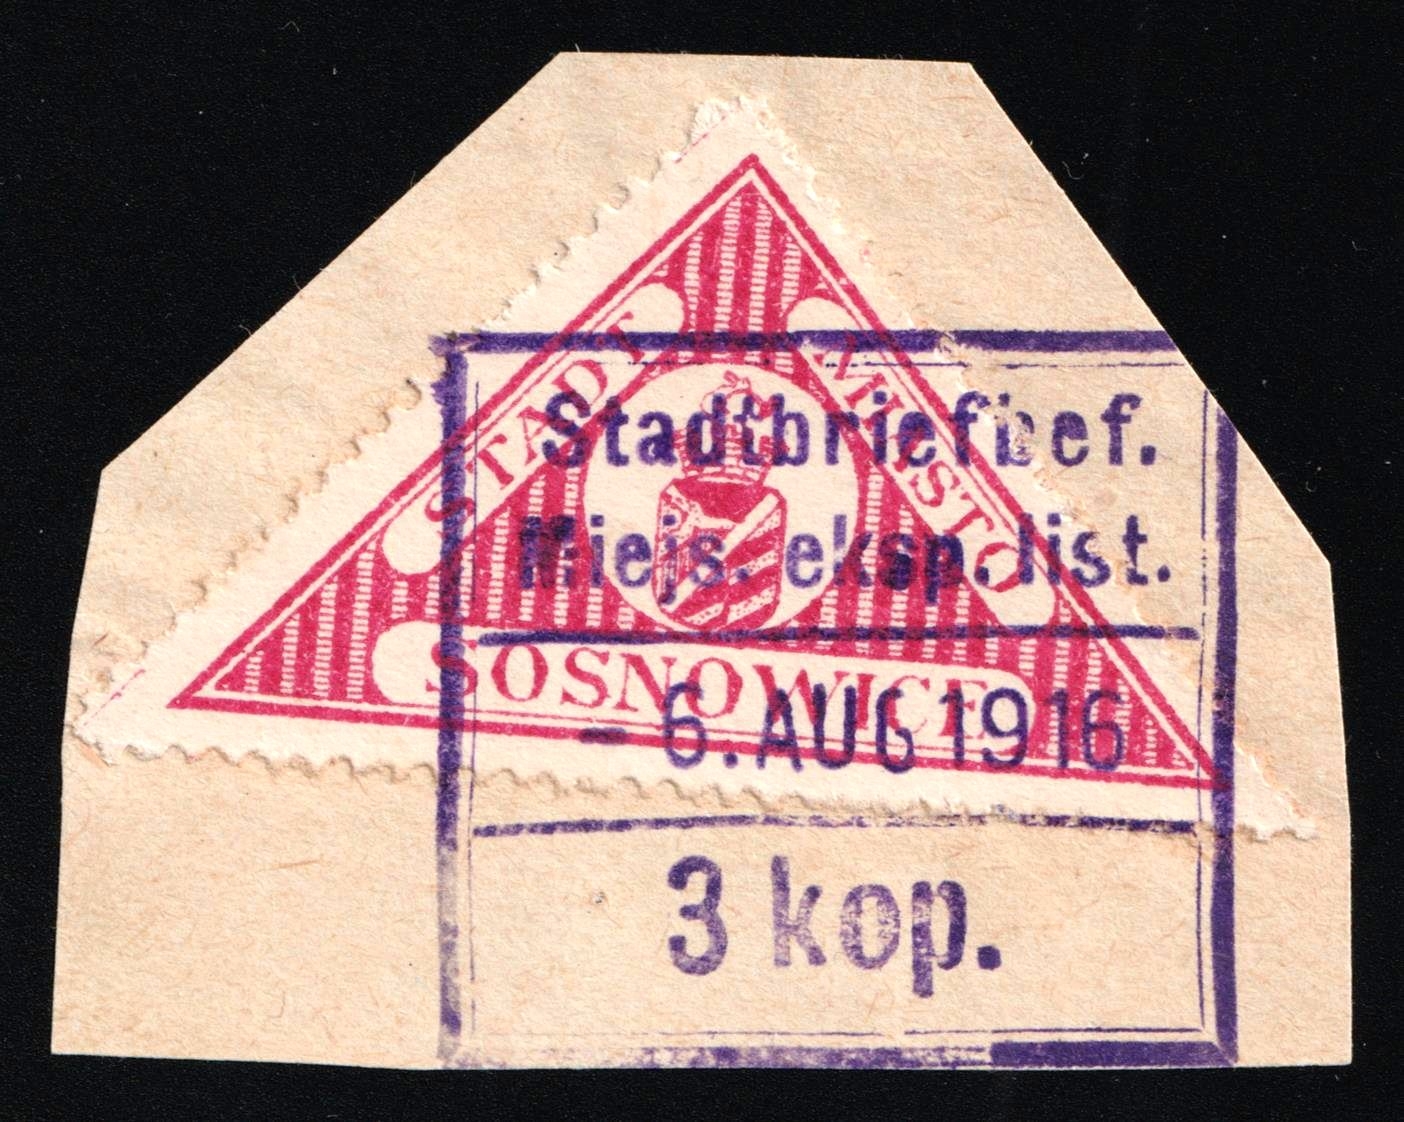 STADT
MIASTO
SOSNOWICE
Stadtbriefbef.
Miejs. eksp. list.
- 6. AUG 1916
3 kop.